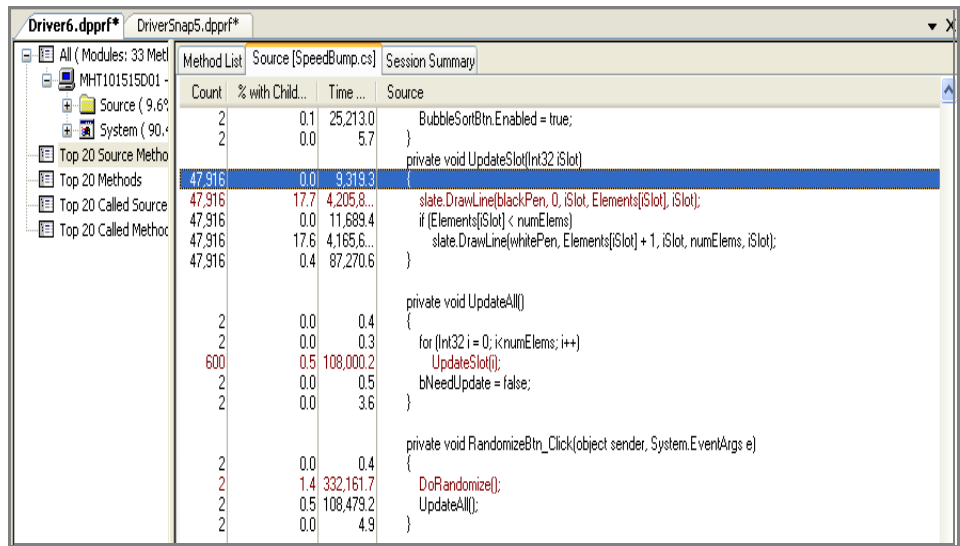 Driver6.dpprf* DriverSnap5.dpprf* X
All ( Modules: 33 Metl
MHT101515D01 -
Source ( 9.6%
System ( 90.4
Top 20 Source Metho
Top 20 Methods
Top 20 Called Source
Top 20 Called Methoc
Method List Source [SpeedBump.cs] Session Summary
Count % with Child... Time ... Source
2 0.1 25,213.0 BubbleSortBtn.Enabled = true;
2 0.0 5.7 }
private void UpdateSlot(Int32 iSlot)
47,916 0.0 9,319.3 {
47,916 17.7 4,205,8... slate.DrawLine(blackPen, 0, iSlot, Elements[iSlot], iSlot);
47,916 0.0 11,689.4 if (Elements[iSlot] < numElems)
47,916 17.6 4,165,6... slate.DrawLine(whitePen, Elements[iSlot] + 1, iSlot, numElems, iSlot);
47,916 0.4 87,270.6 }
private void UpdateAll()
2 0.0 0.4 {
2 0.0 0.3 for (Int32 i = 0; i<numElems; i++)
600 0.5 108,000.2 UpdateSlot(i);
2 0.0 0.5 bNeedUpdate = false;
2 0.0 3.6 }
private void RandomizeBtn_Click(object sender, System.EventArgs e)
2 0.0 0.4 {
2 1.4 332,161.7 DoRandomize();
2 0.5 108,479.2 UpdateAll();
2 0.0 4.9 }